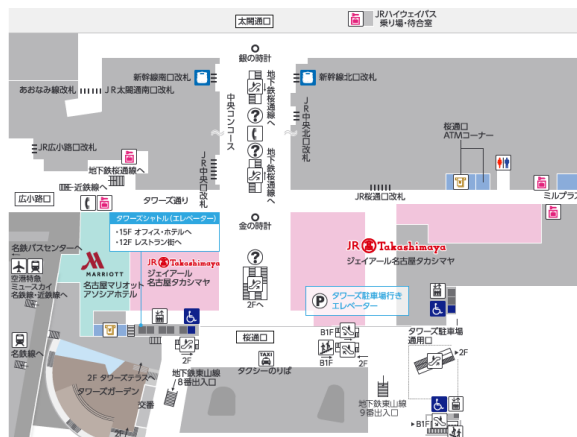 太閤通口
JRハイウェイバス
乗り場・待合室
銀の時計
新幹線南口改札
新幹線北口改札
あおなみ線改札
JR太閤通南口改札
地下鉄桜通線へ
中央コンコース
JR中央北口改札
桜通口
ATMコーナー
JR広小路口改札
地下鉄桜通線へ
JR中央口改札
地下鉄桜通線へ
近鉄線へ
広小路口
タワーズ通り
JR桜通口改札
ミルプラス
タワーズシャトル(エレベーター)
・15F オフィス・ホテルへ
・12F レストラン街へ
金の時計
名鉄バスセンターへ
MARRIOTT
名古屋マリオット
アソシアホテル
JR Takashimaya
ジェイアール
名古屋タカシマヤ
JR Takashimaya
ジェイアール名古屋タカシマヤ
空港特急
ミュースカイ
名鉄線・近鉄線へ
2Fへ
P
タワーズ駐車場行き
エレベーター
桜通口
B1F
2F
タワーズ駐車場
通用口
名鉄線へ
2F
TAXI
タクシーのりば
B1F
2F
2F
2F タワーズテラスへ
タワーズガーデン
地下鉄東山線
8番出入口
交番
地下鉄東山線
9番出入口
2F
B1F